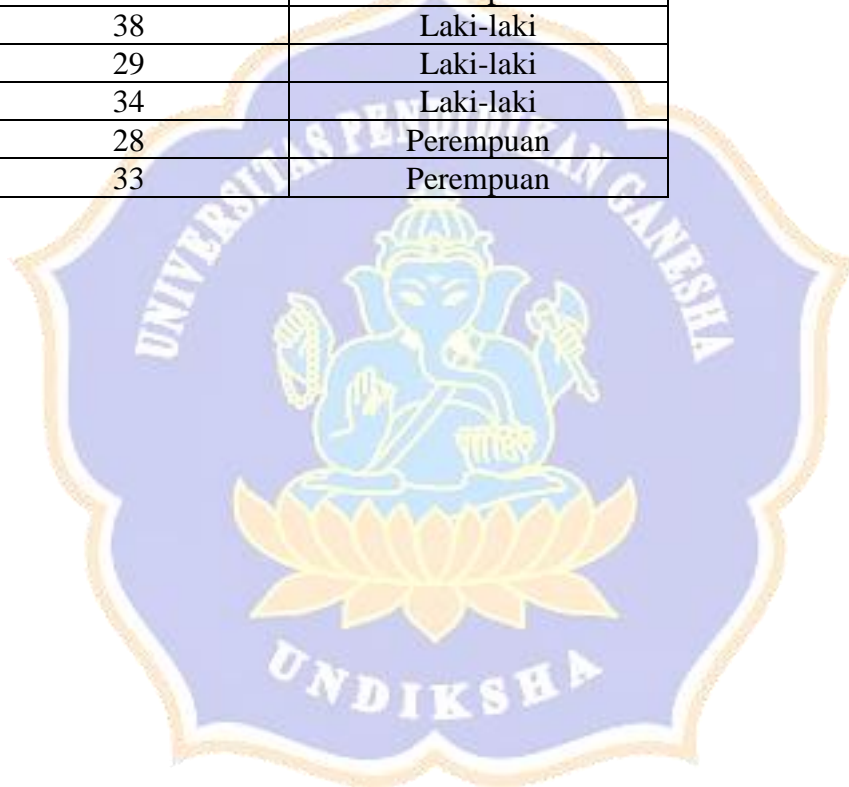 38 Laki-laki
29 Laki-laki
34 Laki-laki
28 Perempuan
33 Perempuan
UNIVERSITAS PENDIDIKAN GANESHA
UNDIKSHA